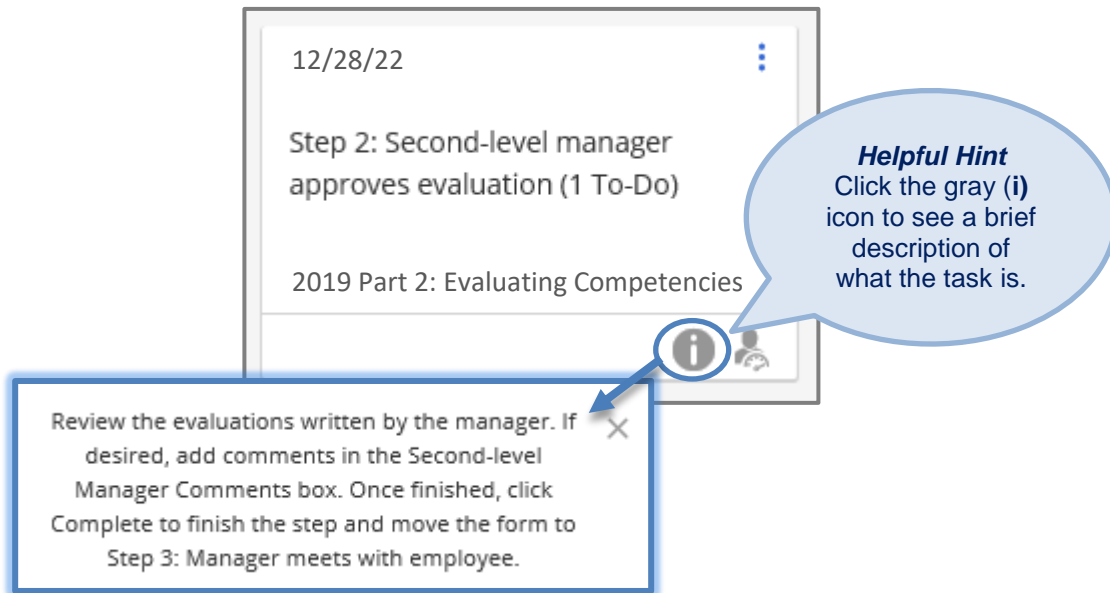 12/28/22
Step 2: Second-level manager
approves evaluation (1 To-Do)
2019 Part 2: Evaluating Competencies
Helpful Hint
Click the gray (i)
icon to see a brief
description of
what the task is.
i
Review the evaluations written by the manager. If
desired, add comments in the Second-level
Manager Comments box. Once finished, click
Complete to finish the step and move the form to
Step 3: Manager meets with employee.